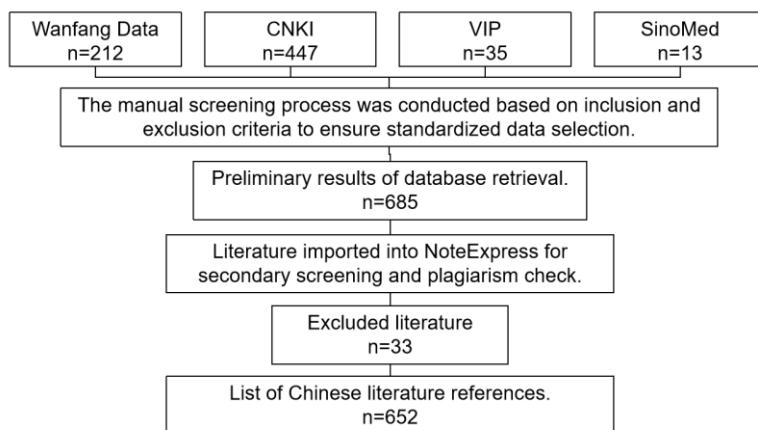 Wanfang Data
n=212
CNKI
n=447
VIP
n=35
SinoMed
n=13
The manual screening process was conducted based on inclusion and
exclusion criteria to ensure standardized data selection.
Preliminary results of database retrieval.
n=685
Literature imported into NoteExpress for
secondary screening and plagiarism check.
Excluded literature
n=33
List of Chinese literature references.
n=652